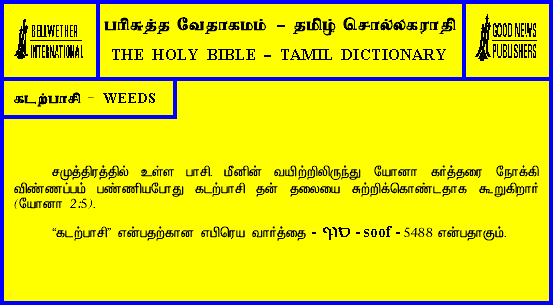 BELLWETHER
INTERNATIONAL
பரிசுத்த வேதாகமம் – தமிழ் சொல்லகராதி
THE HOLY BIBLE – TAMIL DICTIONARY
GOOD NEWS
PUBLISHERS
கடற்பாசி – WEEDS
சமுத்திரத்தில் உள்ள பாசி. மீனின் வயிற்றிலிருந்து யோனா கர்த்தரை நோக்கி
விண்ணப்பம் பண்ணியபோது கடற்பாசி தன் தலையை சுற்றிக்கொண்டதாக கூறுகிறார்
(யோனா 2:5).
“கடற்பாசி” என்பதற்கான எபிரெய வார்த்தை - סוף - soof - 5488 என்பதாகும்.